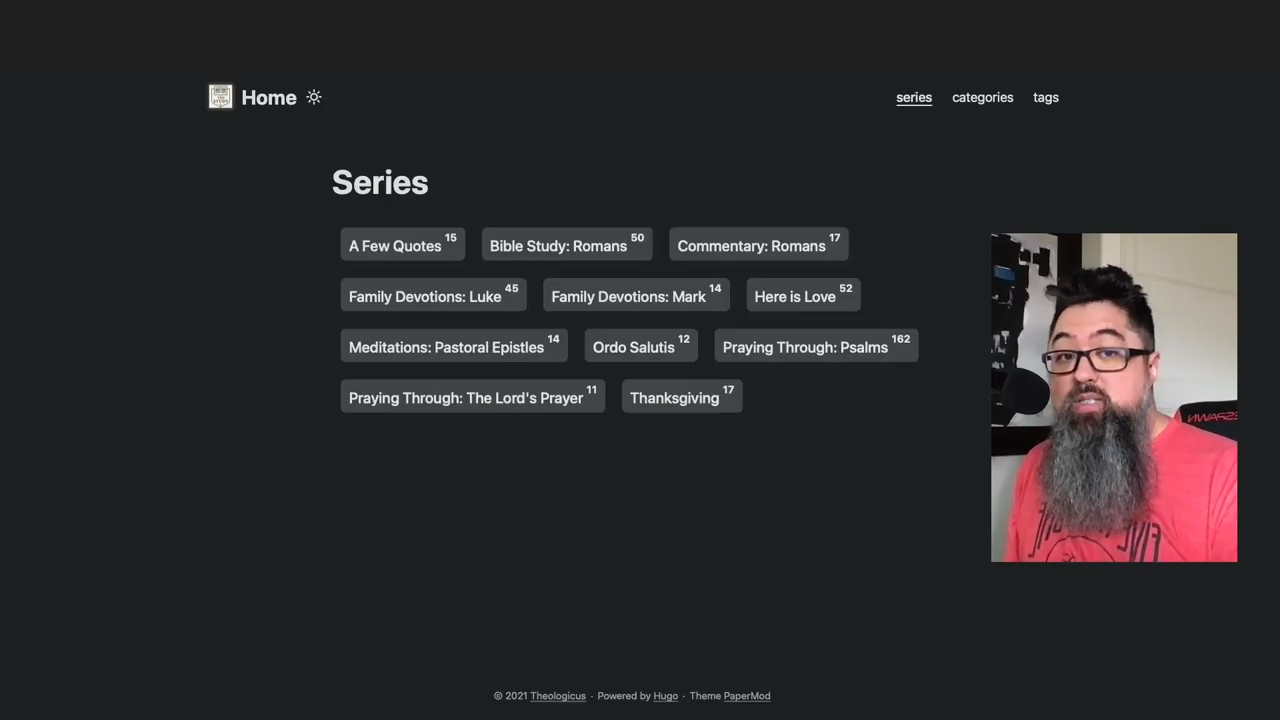 Home
series categories tags
Series
A Few Quotes 15 Bible Study: Romans 50 Commentary: Romans 17
Family Devotions: Luke 45 Family Devotions: Mark 14 Here is Love 52
Meditations: Pastoral Epistles 14 Ordo Salutis 12 Praying Through: Psalms 162
Praying Through: The Lord's Prayer 11 Thanksgiving 17
© 2021 Theologicus · Powered by Hugo · Theme PaperMod